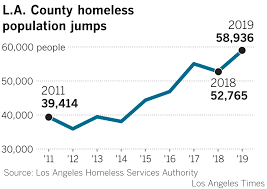 L.A. County homeless
population jumps
2019
58,936
60,000 people
2011
39,414
50,000
2018
52,765
40,000
30,000
'11 '12 '13 '14 '15 '16 '17 '18 '19
Source: Los Angeles Homeless Services Authority
Los Angeles Times